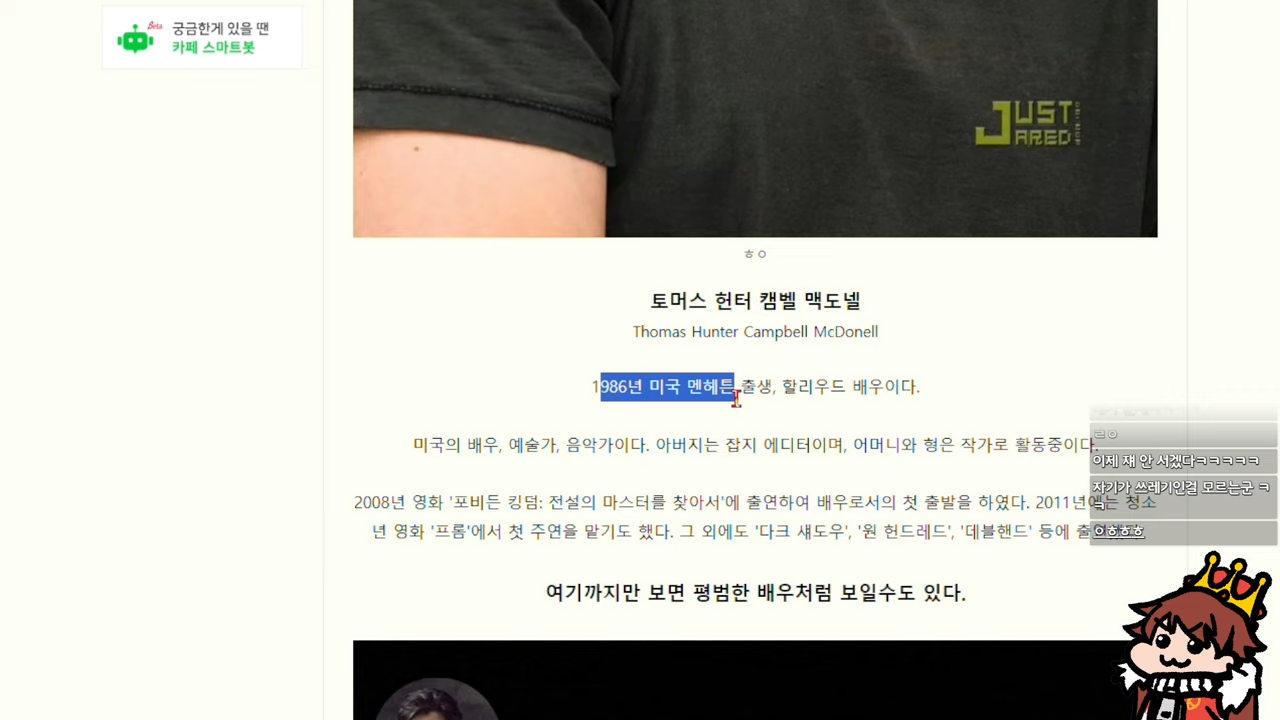 Beta
궁금한게 있을 땐
카페 스마트봇
JUST
JARED
ㅎㅇ
토머스 헌터 캠벨 맥도넬
Thomas Hunter Campbell McDonell
1986년 미국 멘헤튼 출생, 할리우드 배우이다.
미국의 배우, 예술가, 음악가이다. 아버지는 잡지 에디터이며, 어머니와 형은 작가로 활동중이다.
2008년 영화 '포비든 킹덤: 전설의 마스터를 찾아서'에 출연하여 배우로서의 첫 출발을 하였다. 2011년에는 청소
년 영화 '프롬'에서 첫 주연을 맡기도 했다. 그 외에도 '다크 섀도우', '원 헌드레드', '데블핸드' 등에 출
여기까지만 보면 평범한 배우처럼 보일수도 있다.
ㄹㅇ
이제 쟤 안 서겠다ㅋㅋㅋㅋㅋ
자기가 쓰레기인걸 모르는군 ㅋ
ㅋ
으흐흐흐